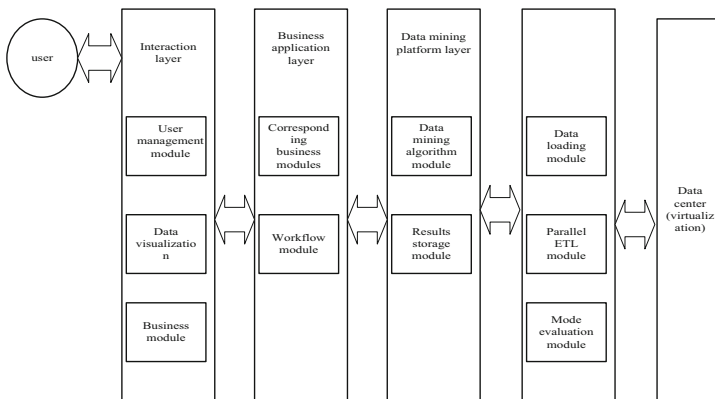 user
Interaction
layer
User
management
module
Data
visualizatio
n
Business
module
Business
application
layer
Correspond
ing
business
modules
Workflow
module
Data mining
platform layer
Data
mining
algorithm
module
Results
storage
module
Data
loading
module
Parallel
ETL
module
Mode
evaluation
module
Data
center
(virtualiz
ation)